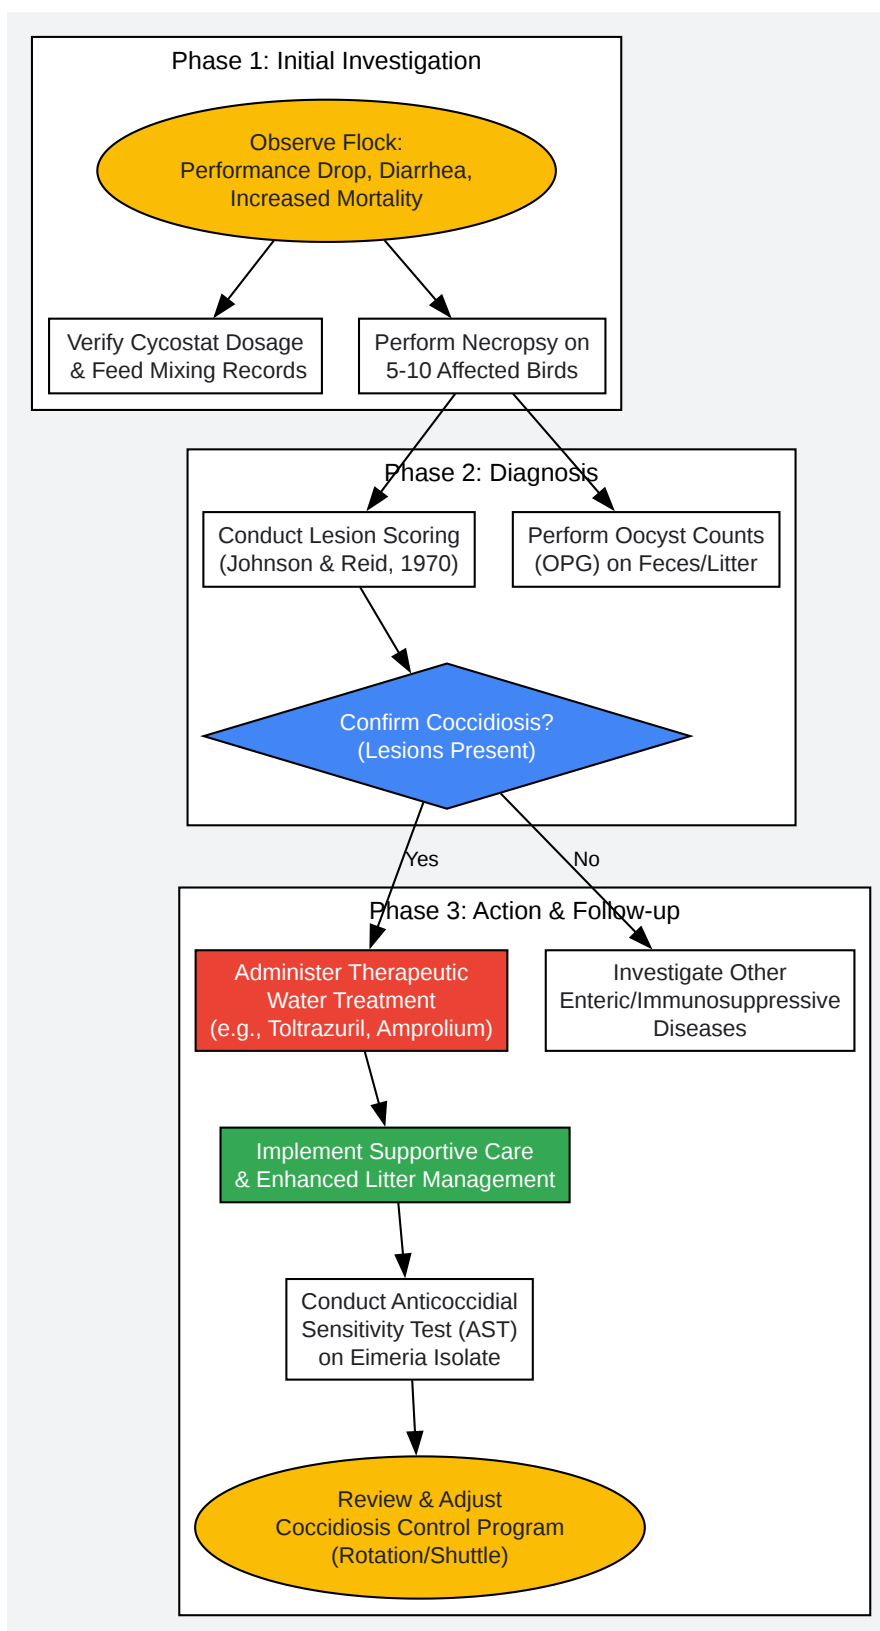 Phase 1: Initial Investigation
Observe Flock:
Performance Drop, Diarrhea,
Increased Mortality
Verify Cycostat Dosage
& Feed Mixing Records
Perform Necropsy on
5-10 Affected Birds
Phase 2: Diagnosis
Conduct Lesion Scoring
(Johnson & Reid, 1970)
Perform Oocyst Counts
(OPG) on Feces/Litter
Confirm Coccidiosis?
(Lesions Present)
Yes
No
Phase 3: Action & Follow-up
Administer Therapeutic
Water Treatment
(e.g., Toltrazuril, Amprolium)
Investigate Other
Enteric/Immunosuppressive
Diseases
Implement Supportive Care
& Enhanced Litter Management
Conduct Anticoccidial
Sensitivity Test (AST)
on Eimeria Isolate
Review & Adjust
Coccidiosis Control Program
(Rotation/Shuttle)